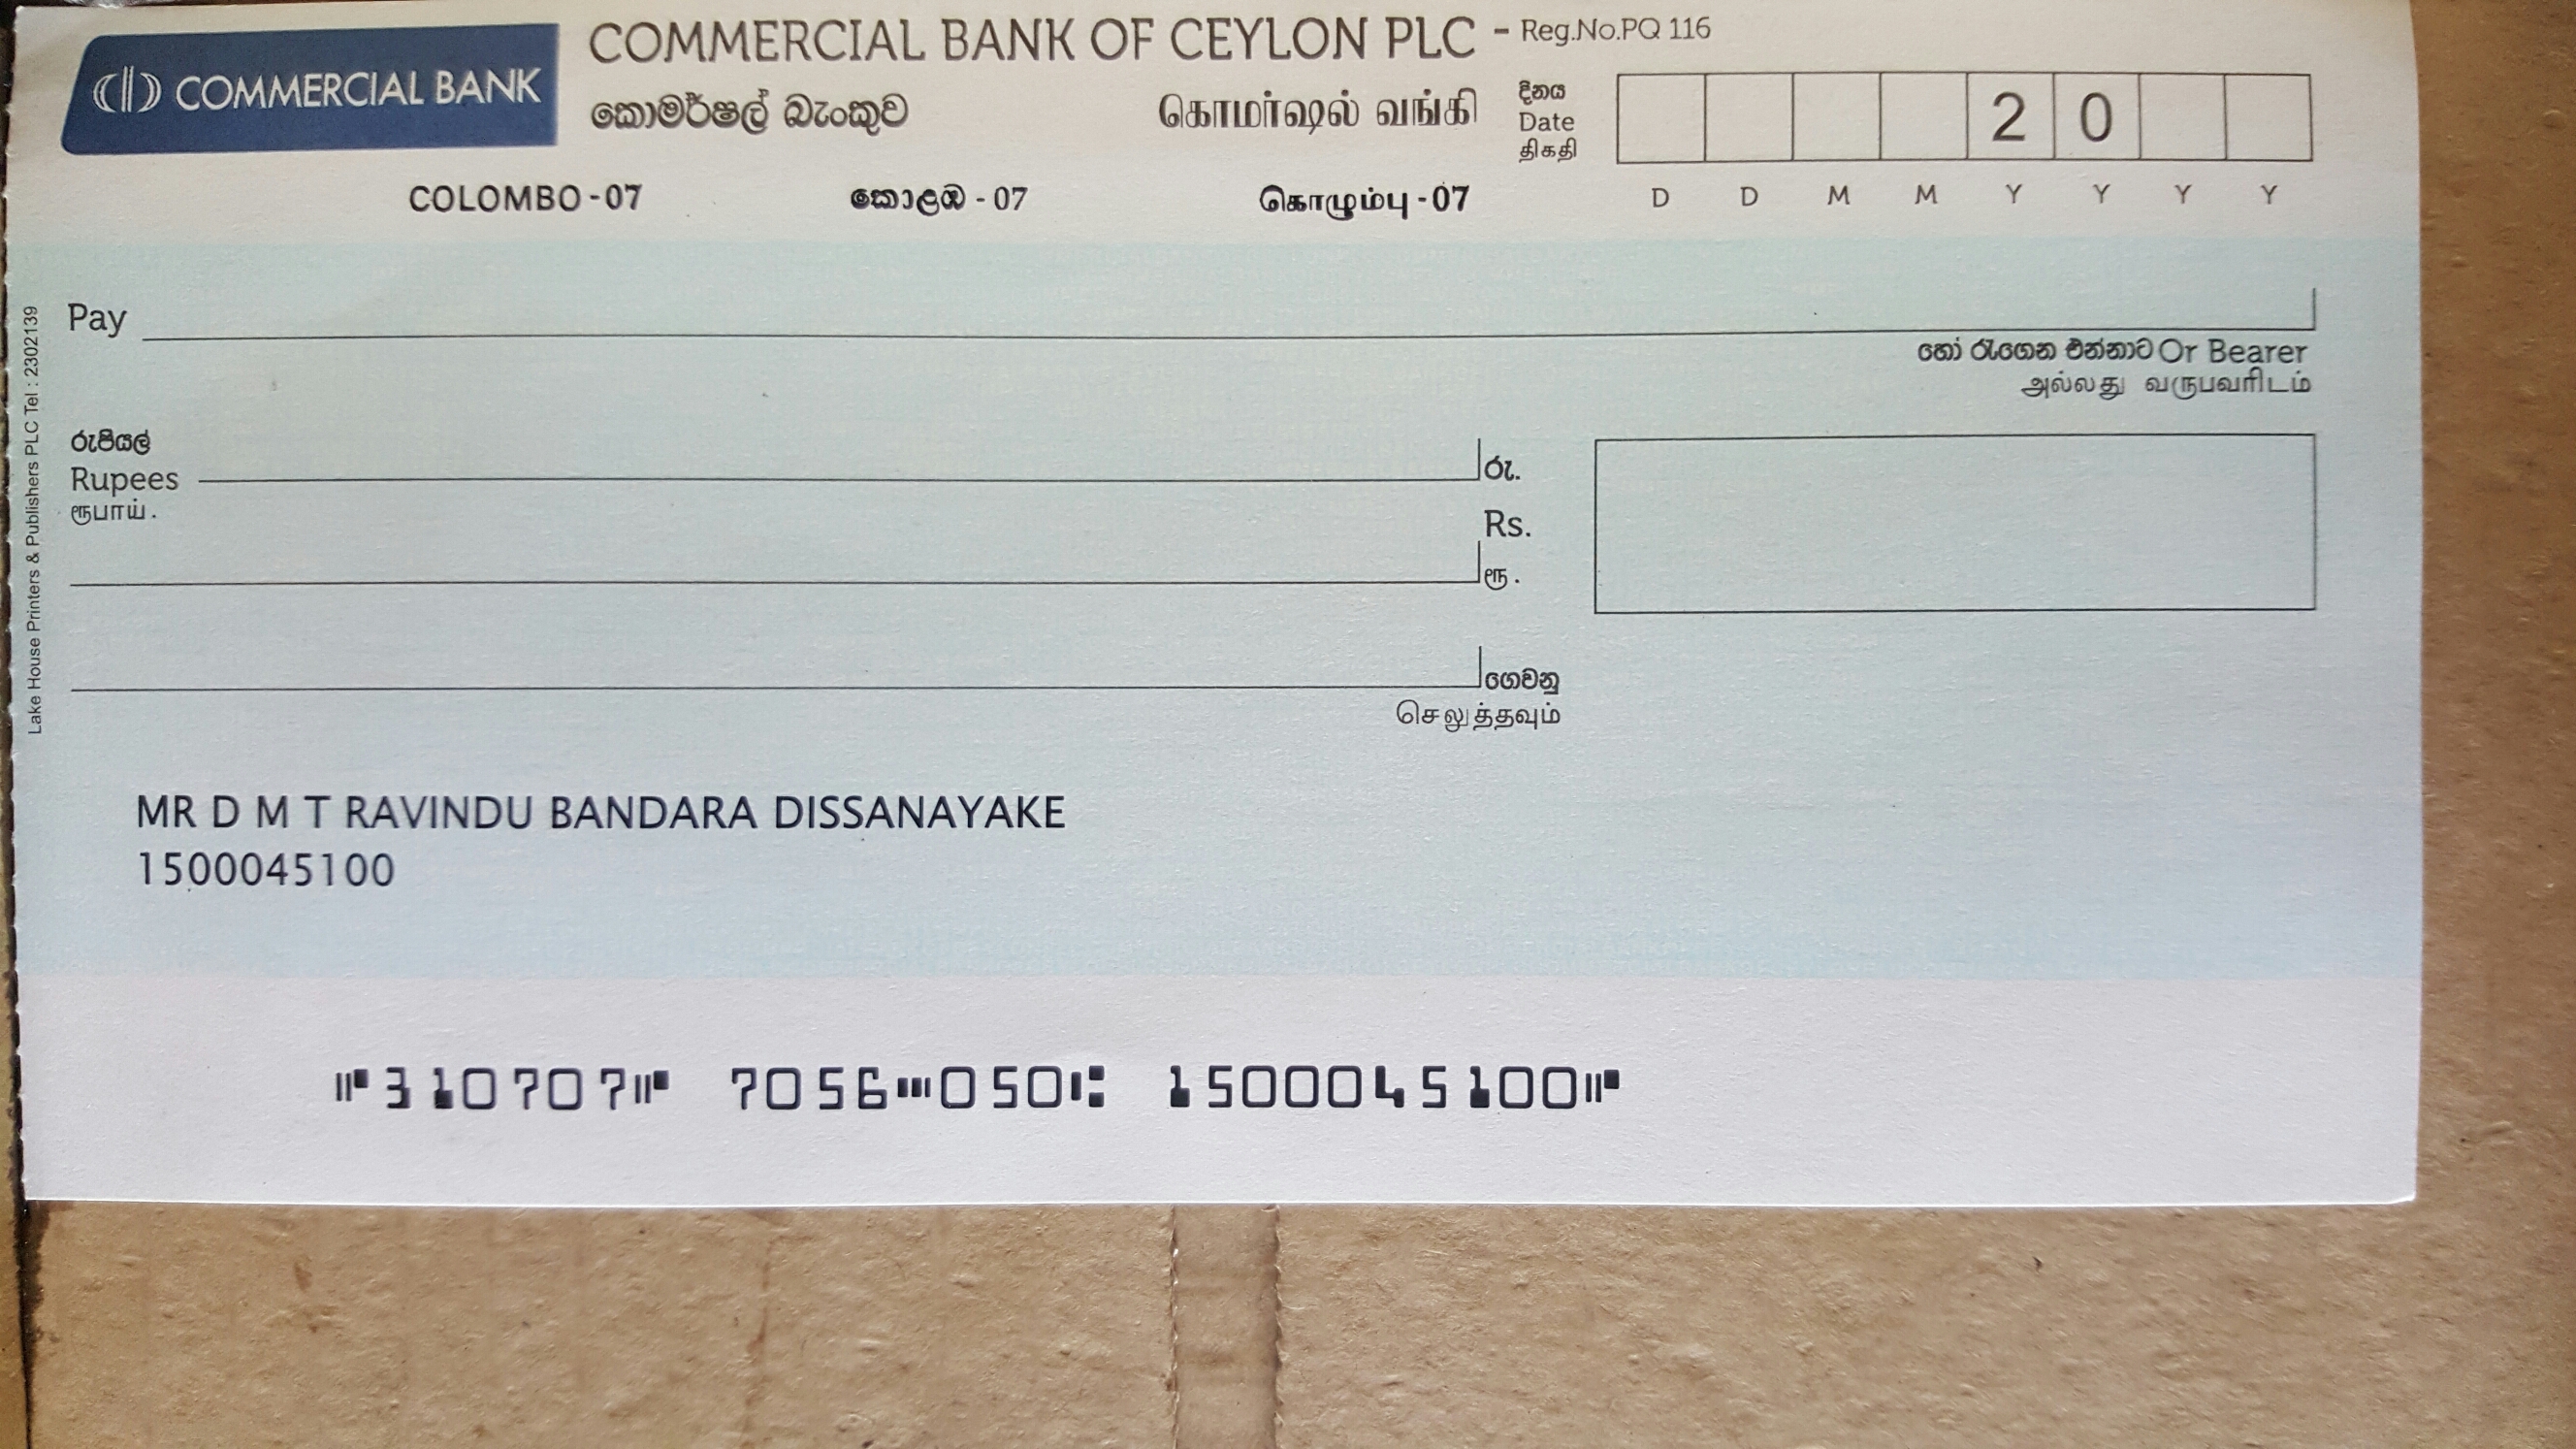 COMMERCIAL BANK
COMMERCIAL BANK OF CEYLON PLC - Reg.No.PQ 116
කොමර්ෂල් බැංකුව கொமர்ஷல் வங்கி
දිනය
Date
திகதி
2 0
D D M M Y Y Y Y
COLOMBO - 07 කොළඹ - 07 கொழும்பு - 07
Pay
හෝ රැගෙන එන්නාට Or Bearer
அல்லது வருபவரிடம்
රුපියල්
Rupees
ரூபாய்.
රු.
Rs.
ரூ.
ගෙවනු
செலுத்தவும்
Lake House Printers & Publishers PLC Tel : 2302139
MR D M T RAVINDU BANDARA DISSANAYAKE
1500045100
⑈310707⑈ 7056⑉050⑆ 1500045100⑈